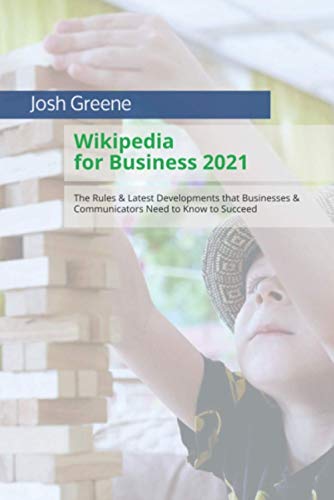 Josh Greene
Wikipedia
for Business 2021
The Rules & Latest Developments that Businesses &
Communicators Need to Know to Succeed